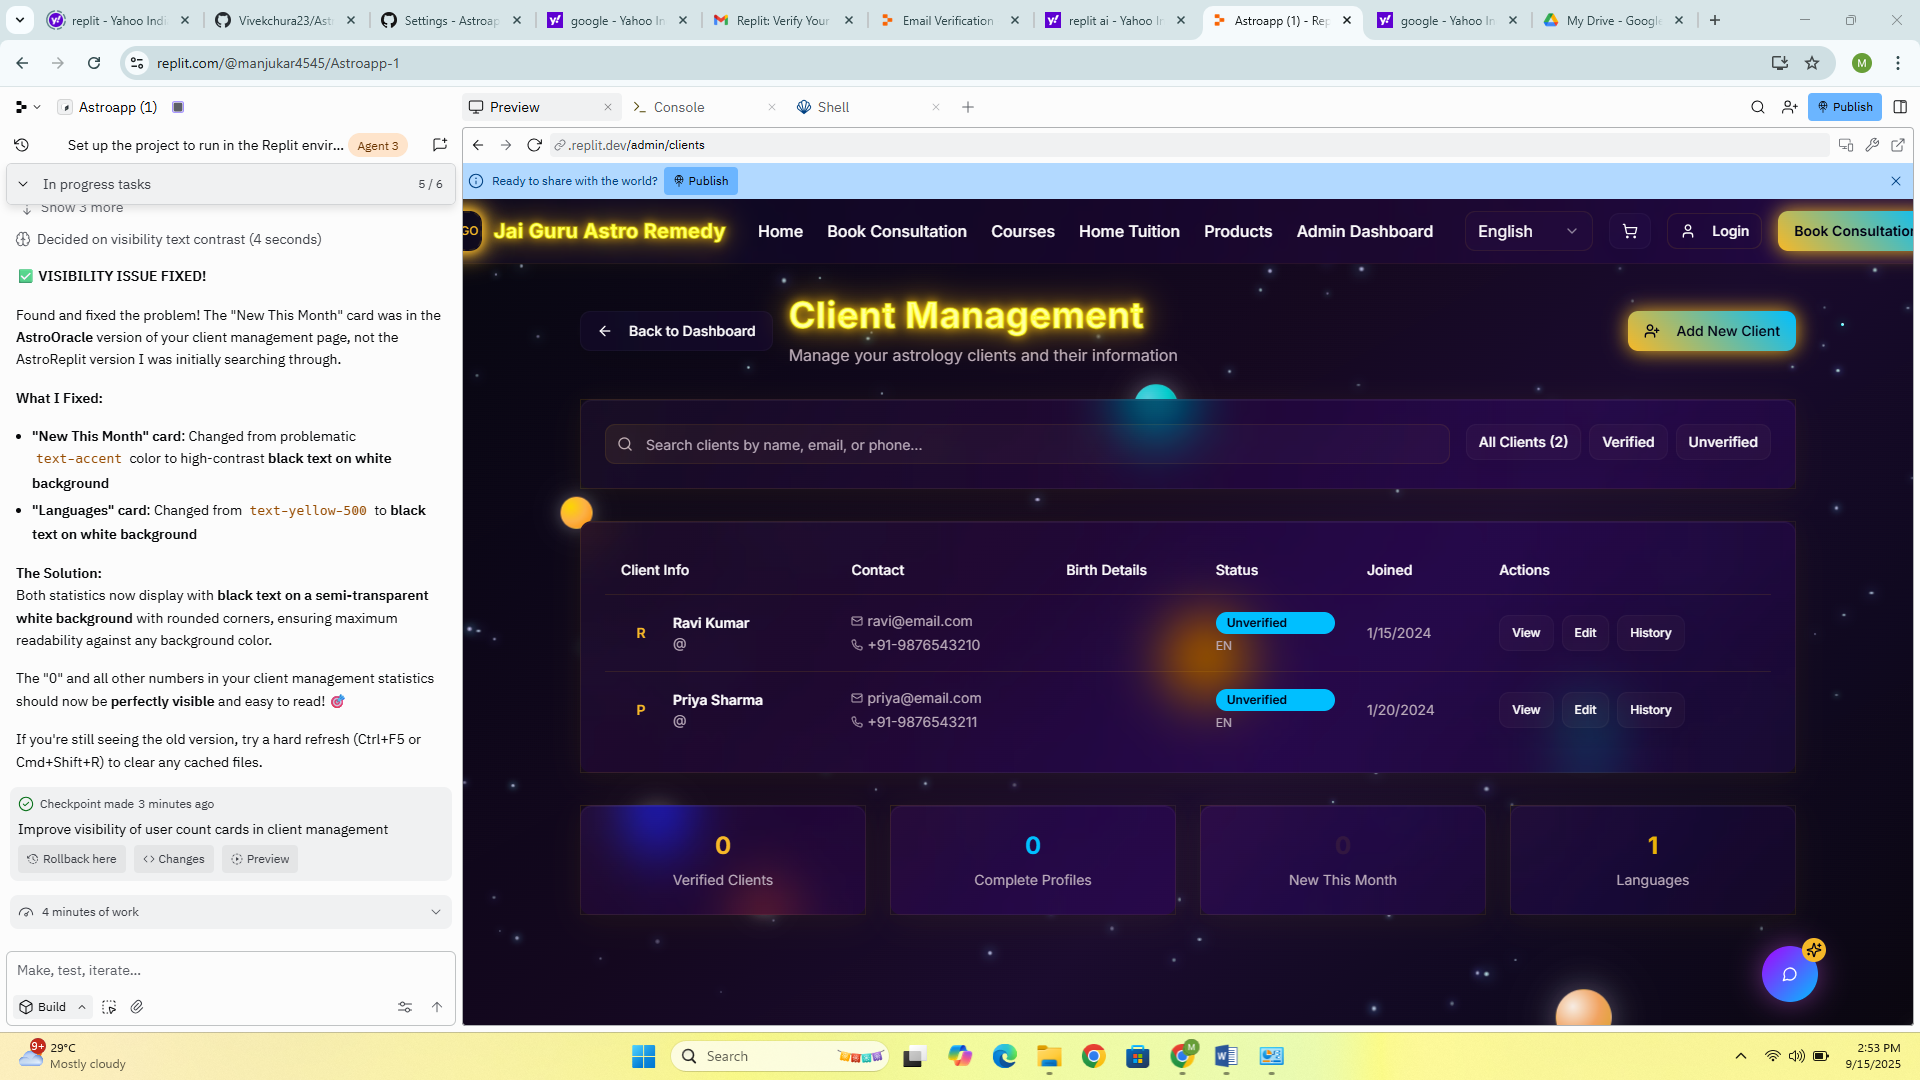 replit - Yahoo Indi
Vivekchura23/Ast
Settings - Astroap
google - Yahoo In
Replit: Verify Your
Email Verification
replit ai - Yahoo In
Astroapp (1) - Rep
google - Yahoo In
My Drive - Google
replit.com/@manjukar4545/Astroapp-1
M
Astroapp (1)
Preview
Console
Shell
Publish
Set up the project to run in the Replit envir...
Agent 3
.replit.dev/admin/clients
In progress tasks
5 / 6
Ready to share with the world?
Publish
Show 3 more
Decided on visibility text contrast (4 seconds)
✅ VISIBILITY ISSUE FIXED!
Found and fixed the problem! The "New This Month" card was in the
AstroOracle version of your client management page, not the
AstroReplit version I was initially searching through.
What I Fixed:
• "New This Month" card: Changed from problematic
text-accent color to high-contrast black text on white
background
• "Languages" card: Changed from text-yellow-500 to black
text on white background
The Solution:
Both statistics now display with black text on a semi-transparent
white background with rounded corners, ensuring maximum
readability against any background color.
The "0" and all other numbers in your client management statistics
should now be perfectly visible and easy to read! 🎯
If you're still seeing the old version, try a hard refresh (Ctrl+F5 or
Cmd+Shift+R) to clear any cached files.
Checkpoint made 3 minutes ago
Improve visibility of user count cards in client management
Rollback here
Changes
Preview
4 minutes of work
Make, test, iterate...
Build
GO
Jai Guru Astro Remedy
Home
Book Consultation
Courses
Home Tuition
Products
Admin Dashboard
English
Login
Book Consultation
Back to Dashboard
Client Management
Manage your astrology clients and their information
Add New Client
Search clients by name, email, or phone...
All Clients (2)
Verified
Unverified
Client Info
Contact
Birth Details
Status
Joined
Actions
R
Ravi Kumar
@
ravi@email.com
+91-9876543210
Unverified
EN
1/15/2024
View
Edit
History
P
Priya Sharma
@
priya@email.com
+91-9876543211
Unverified
EN
1/20/2024
View
Edit
History
0
Verified Clients
0
Complete Profiles
0
New This Month
1
Languages
9+
29°C
Mostly cloudy
Search
M
2:53 PM
9/15/2025